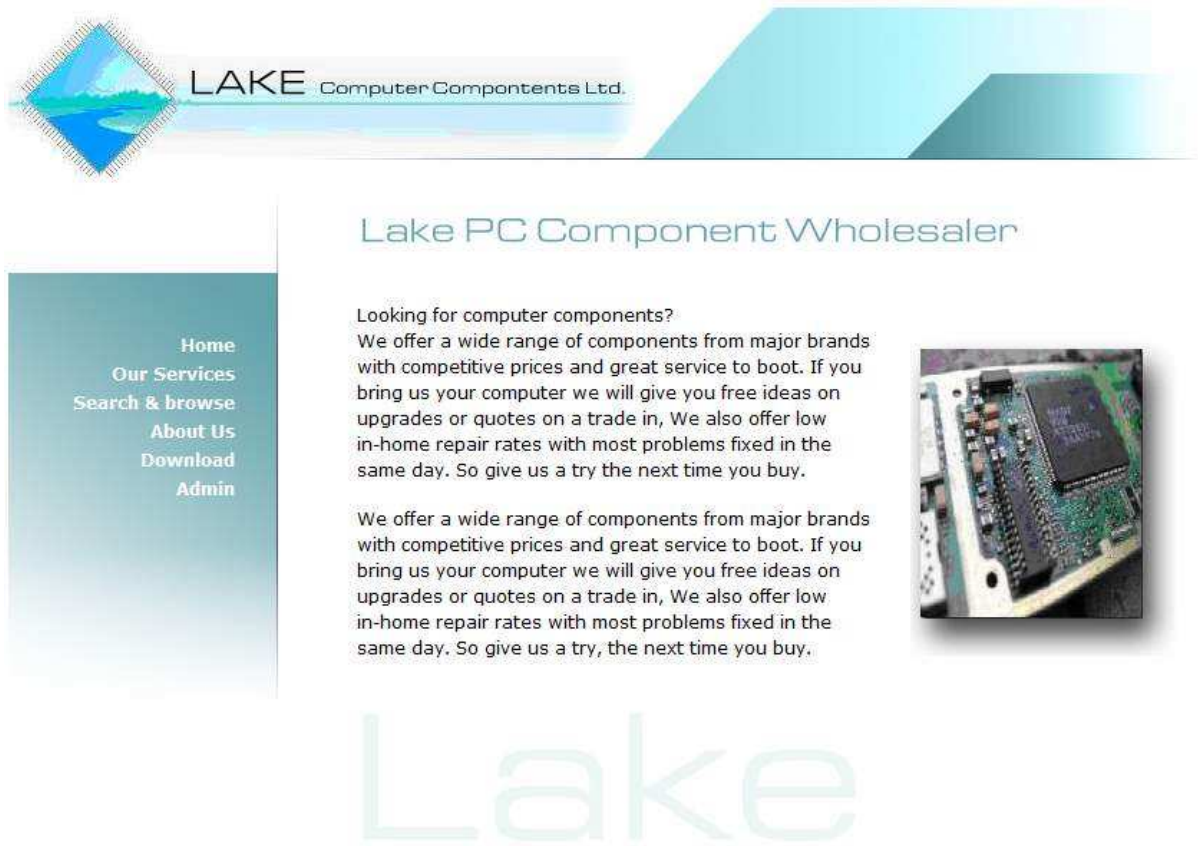 LAKE Computer Compontents Ltd.
Lake PC Component Wholesaler
Home
Our Services
Search & browse
About Us
Download
Admin
Looking for computer components?
We offer a wide range of components from major brands
with competitive prices and great service to boot. If you
bring us your computer we will give you free ideas on
upgrades or quotes on a trade in, We also offer low
in-home repair rates with most problems fixed in the
same day. So give us a try the next time you buy.
We offer a wide range of components from major brands
with competitive prices and great service to boot. If you
bring us your computer we will give you free ideas on
upgrades or quotes on a trade in, We also offer low
in-home repair rates with most problems fixed in the
same day. So give us a try, the next time you buy.
Lake